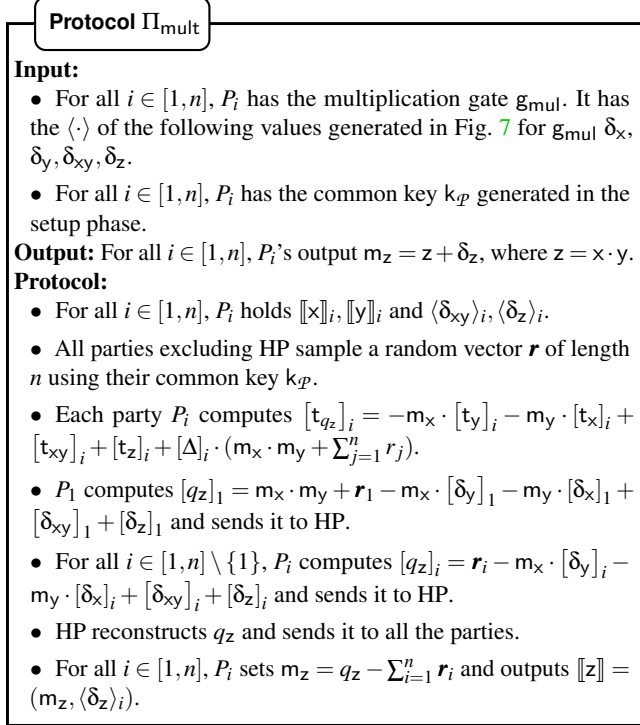 Protocol Π_mult
Input:
• For all i ∈ [1,n], P_i has the multiplication gate g_mul. It has
the ⟨·⟩ of the following values generated in Fig. 7 for g_mul δ_x,
δ_y,δ_xy,δ_z.
• For all i ∈ [1,n], P_i has the common key k_𝒫 generated in the
setup phase.
Output: For all i ∈ [1,n], P_i's output m_z = z + δ_z, where z = x · y.
Protocol:
• For all i ∈ [1,n], P_i holds ⟦x⟧_i,⟦y⟧_i and ⟨δ_xy⟩_i,⟨δ_z⟩_i.
• All parties excluding HP sample a random vector r of length
n using their common key k_𝒫.
• Each party P_i computes [t_{q_z}]_i = −m_x · [t_y]_i − m_y · [t_x]_i +
[t_xy]_i + [t_z]_i + [Δ]_i · (m_x · m_y + ∑_{j=1}^n r_j).
• P_1 computes [q_z]_1 = m_x · m_y + r_1 − m_x · [δ_y]_1 − m_y · [δ_x]_1 +
[δ_xy]_1 + [δ_z]_1 and sends it to HP.
• For all i ∈ [1,n] \ {1}, P_i computes [q_z]_i = r_i − m_x · [δ_y]_i −
m_y · [δ_x]_i + [δ_xy]_i + [δ_z]_i and sends it to HP.
• HP reconstructs q_z and sends it to all the parties.
• For all i ∈ [1,n], P_i sets m_z = q_z − ∑_{i=1}^n r_i and outputs ⟦z⟧ =
(m_z,⟨δ_z⟩_i).